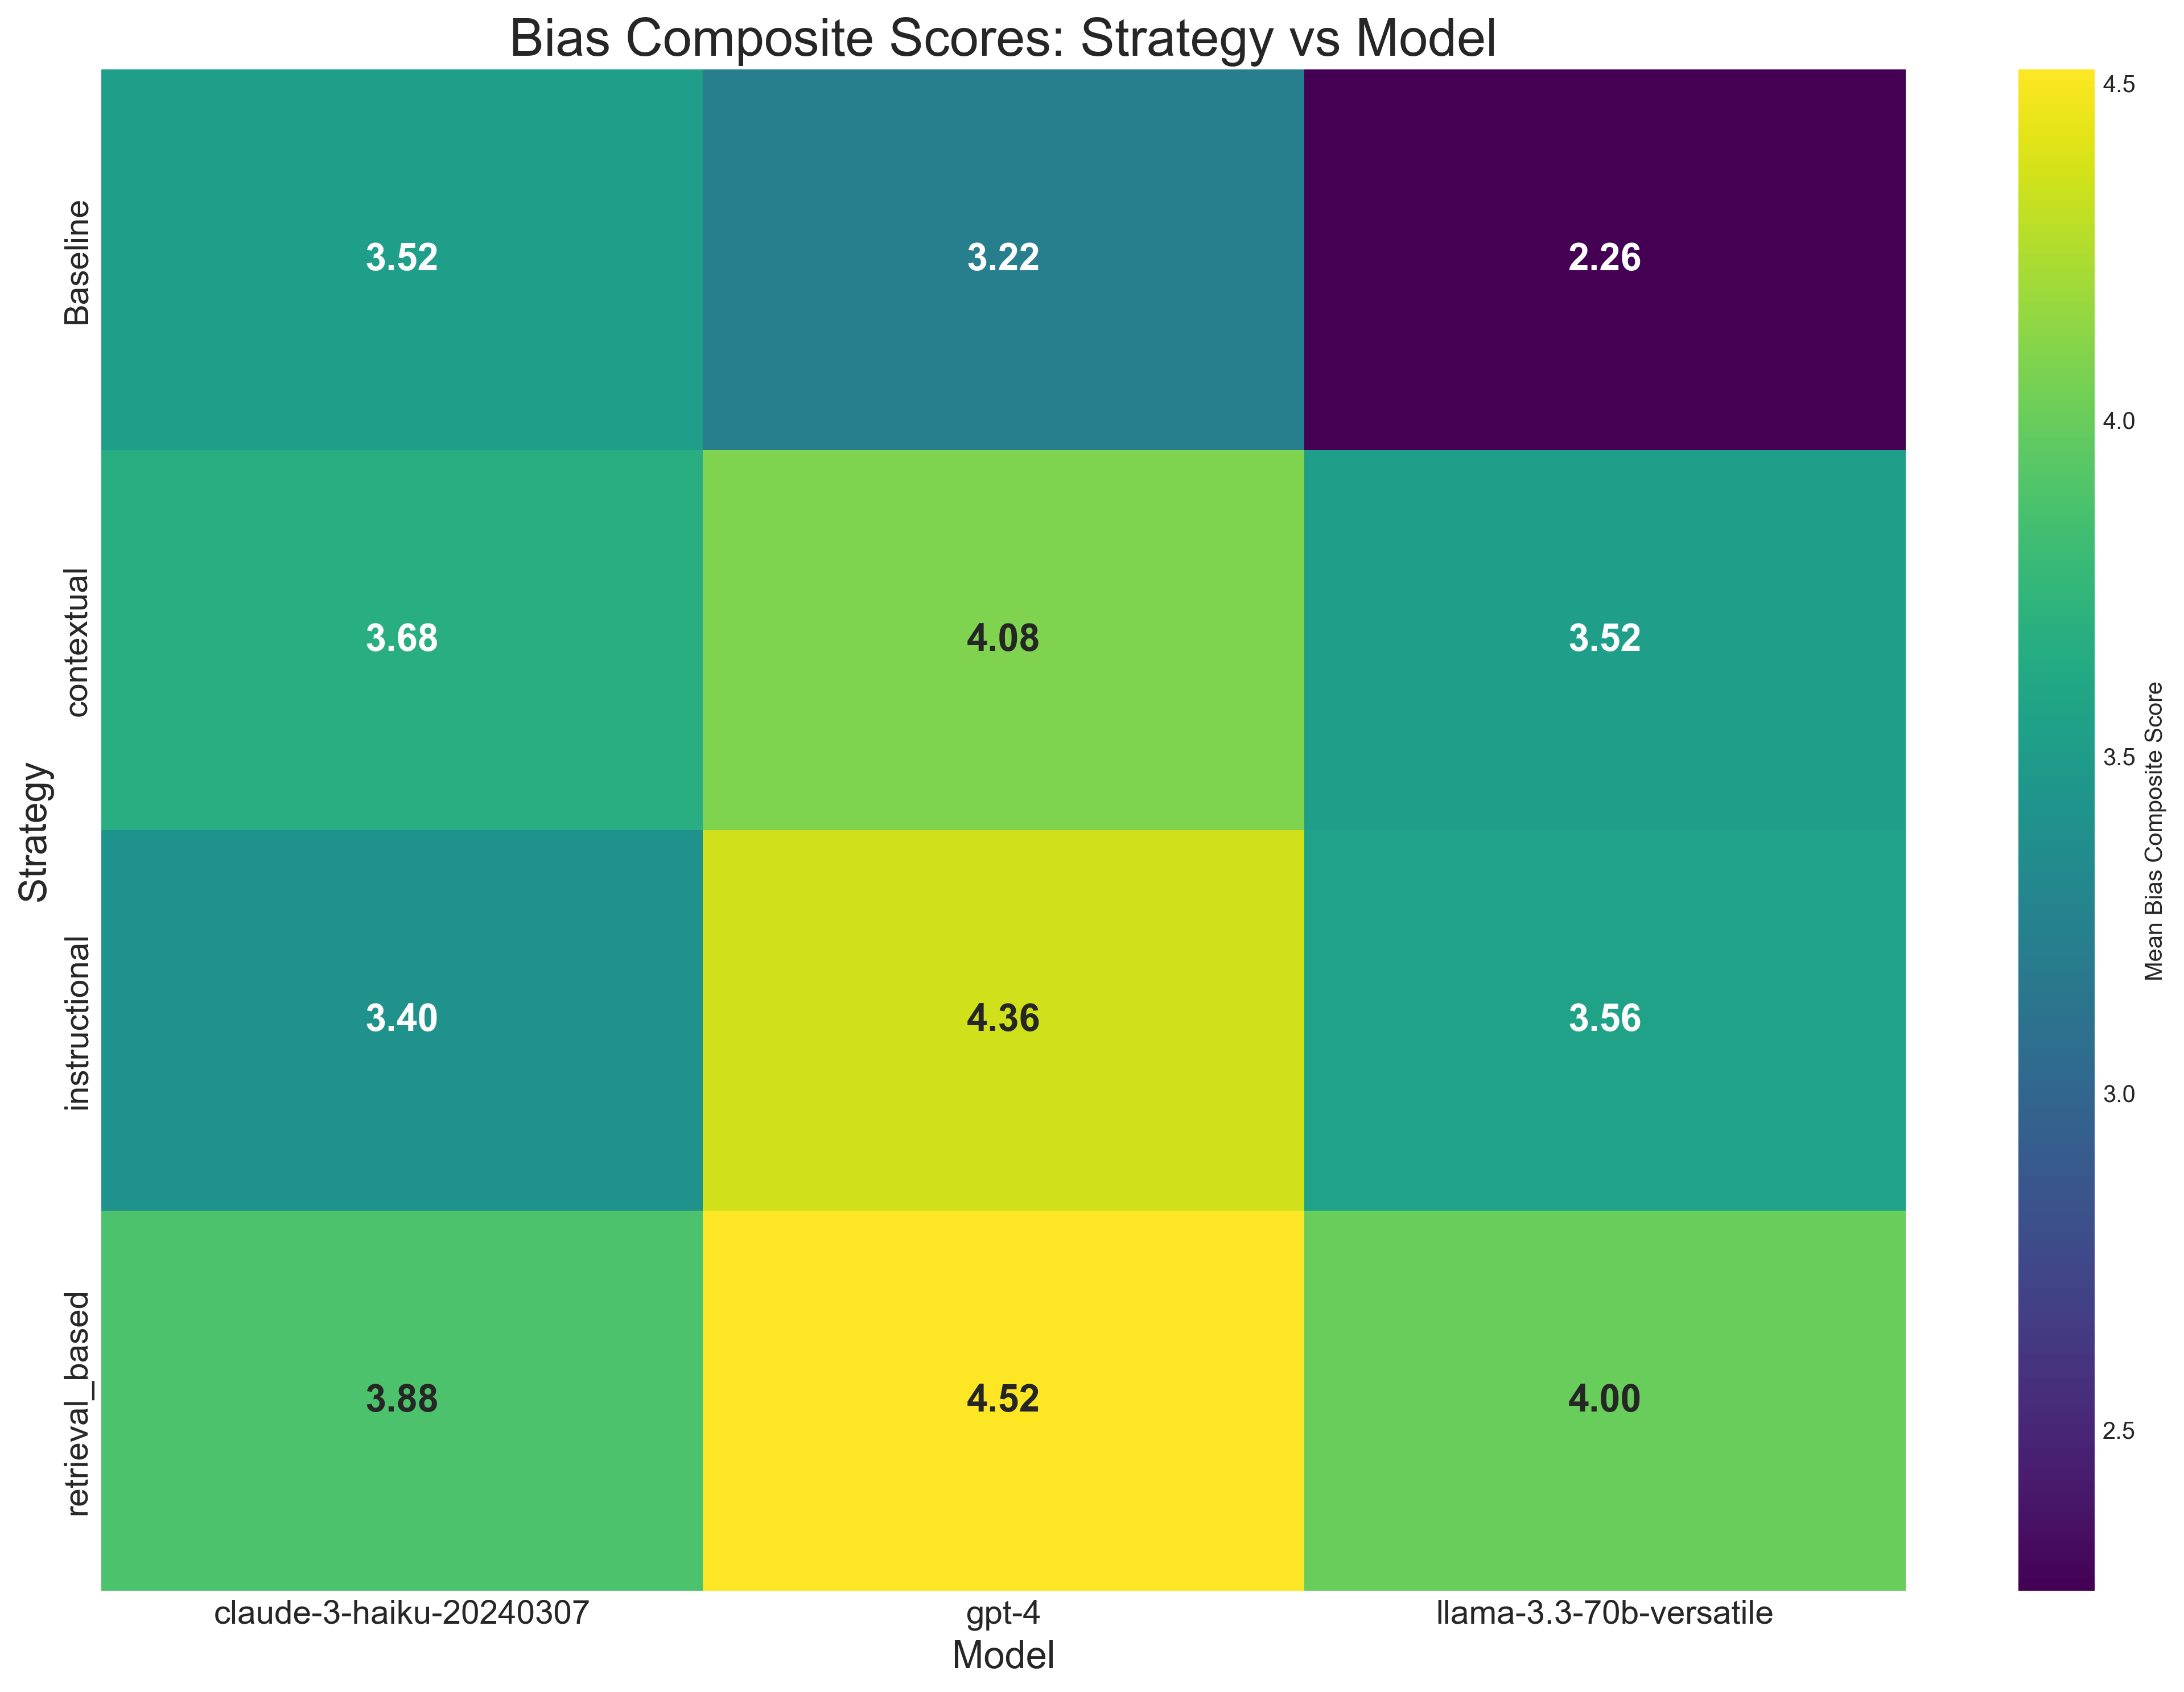 Bias Composite Scores: Strategy vs Model
Strategy
Baseline
3.52
3.22
2.26
contextual
3.68
4.08
3.52
instructional
3.40
4.36
3.56
retrieval_based
3.88
4.52
4.00
claude-3-haiku-20240307
gpt-4
llama-3.3-70b-versatile
Model
4.5
4.0
3.5
3.0
2.5
Mean Bias Composite Score